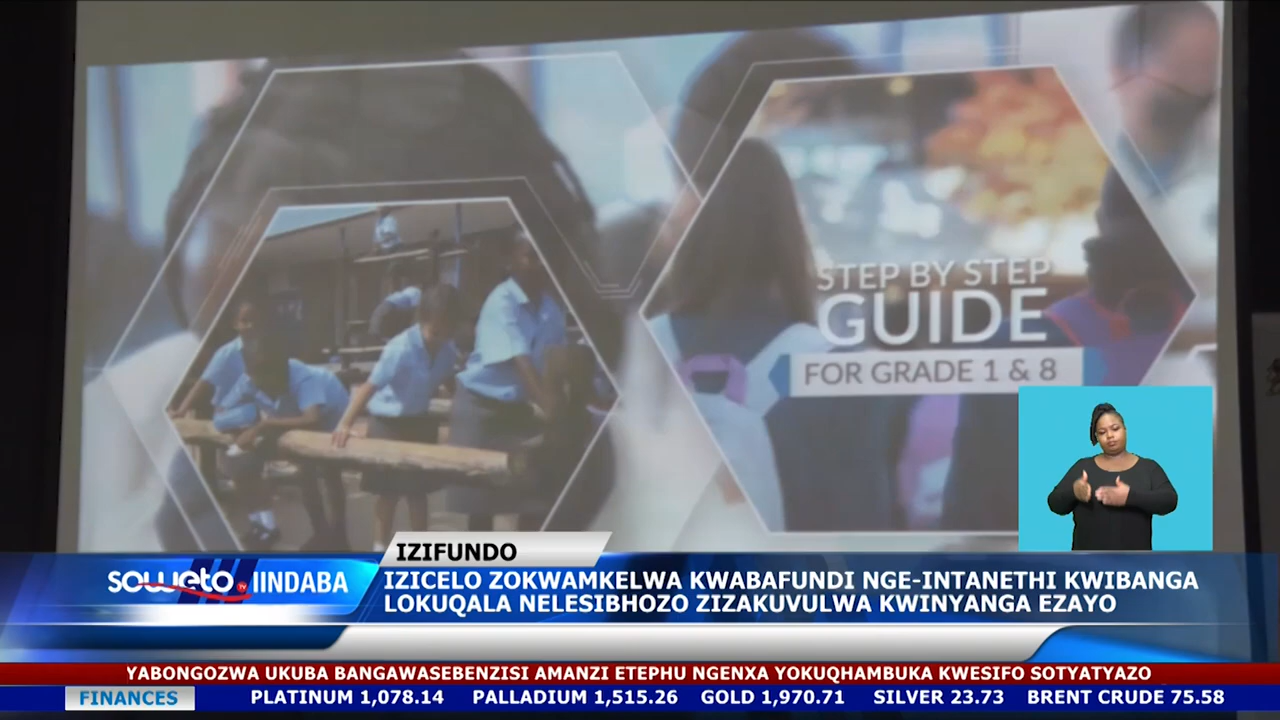 STEP BY STEP
GUIDE
FOR GRADE 1 & 8
IZIFUNDO
soweto.tv IINDABA
IZICELO ZOKWAMKELWA KWABAFUNDI NGE-INTANETHI KWIBANGA
LOKUQALA NELESIBHOZO ZIZAKUVULWA KWINYANGA EZAYO
YABONGOZWA UKUBA BANGAWASEBENZISI AMANZI ETEPHU NGENXA YOKUQHAMBUKA KWESIFO SOTYATYAZO
FINANCES PLATINUM 1,078.14 PALLADIUM 1,515.26 GOLD 1,970.71 SILVER 23.73 BRENT CRUDE 75.58